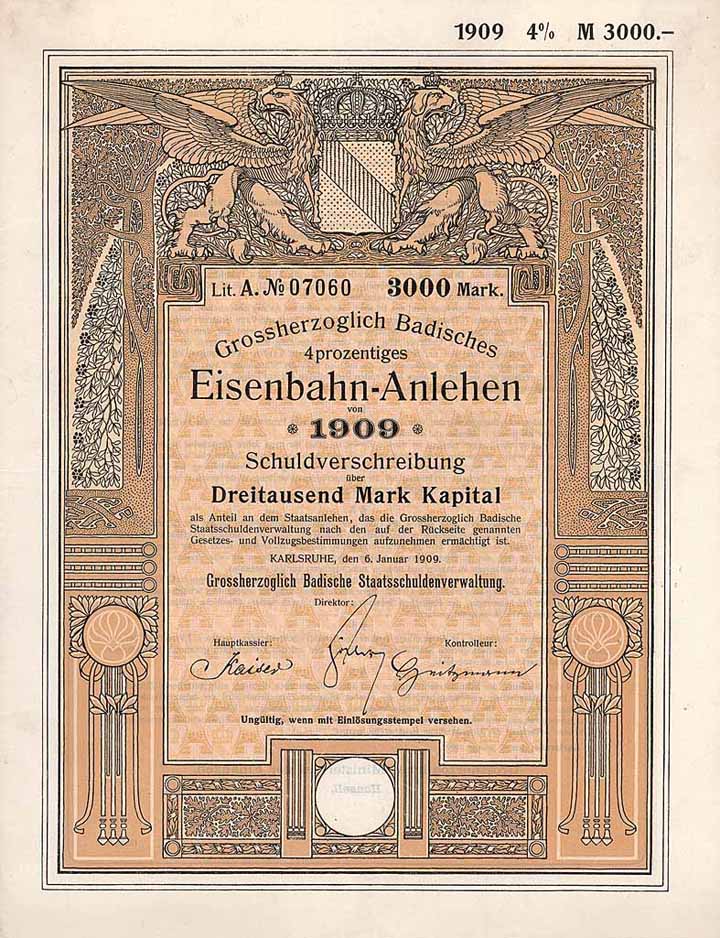 1909 4% M 3000.–
Lit. A. № 07060 3000 Mark.
Grossherzoglich Badisches
4prozentiges
Eisenbahn-Anlehen
von
1909
Schuldverschreibung
über
Dreitausend Mark Kapital
als Anteil an dem Staatsanlehen, das die Grossherzoglich Badische
Staatsschuldenverwaltung nach den auf der Rückseite genannten
Gesetzes- und Vollzugsbestimmungen aufzunehmen ermächtigt ist.
KARLSRUHE, den 6. Januar 1909.
Grossherzoglich Badische Staatsschuldenverwaltung.
Direktor:
Hauptkassier: Kontrolleur:
Kaiser
Ungültig, wenn mit Einlösungsstempel versehen.